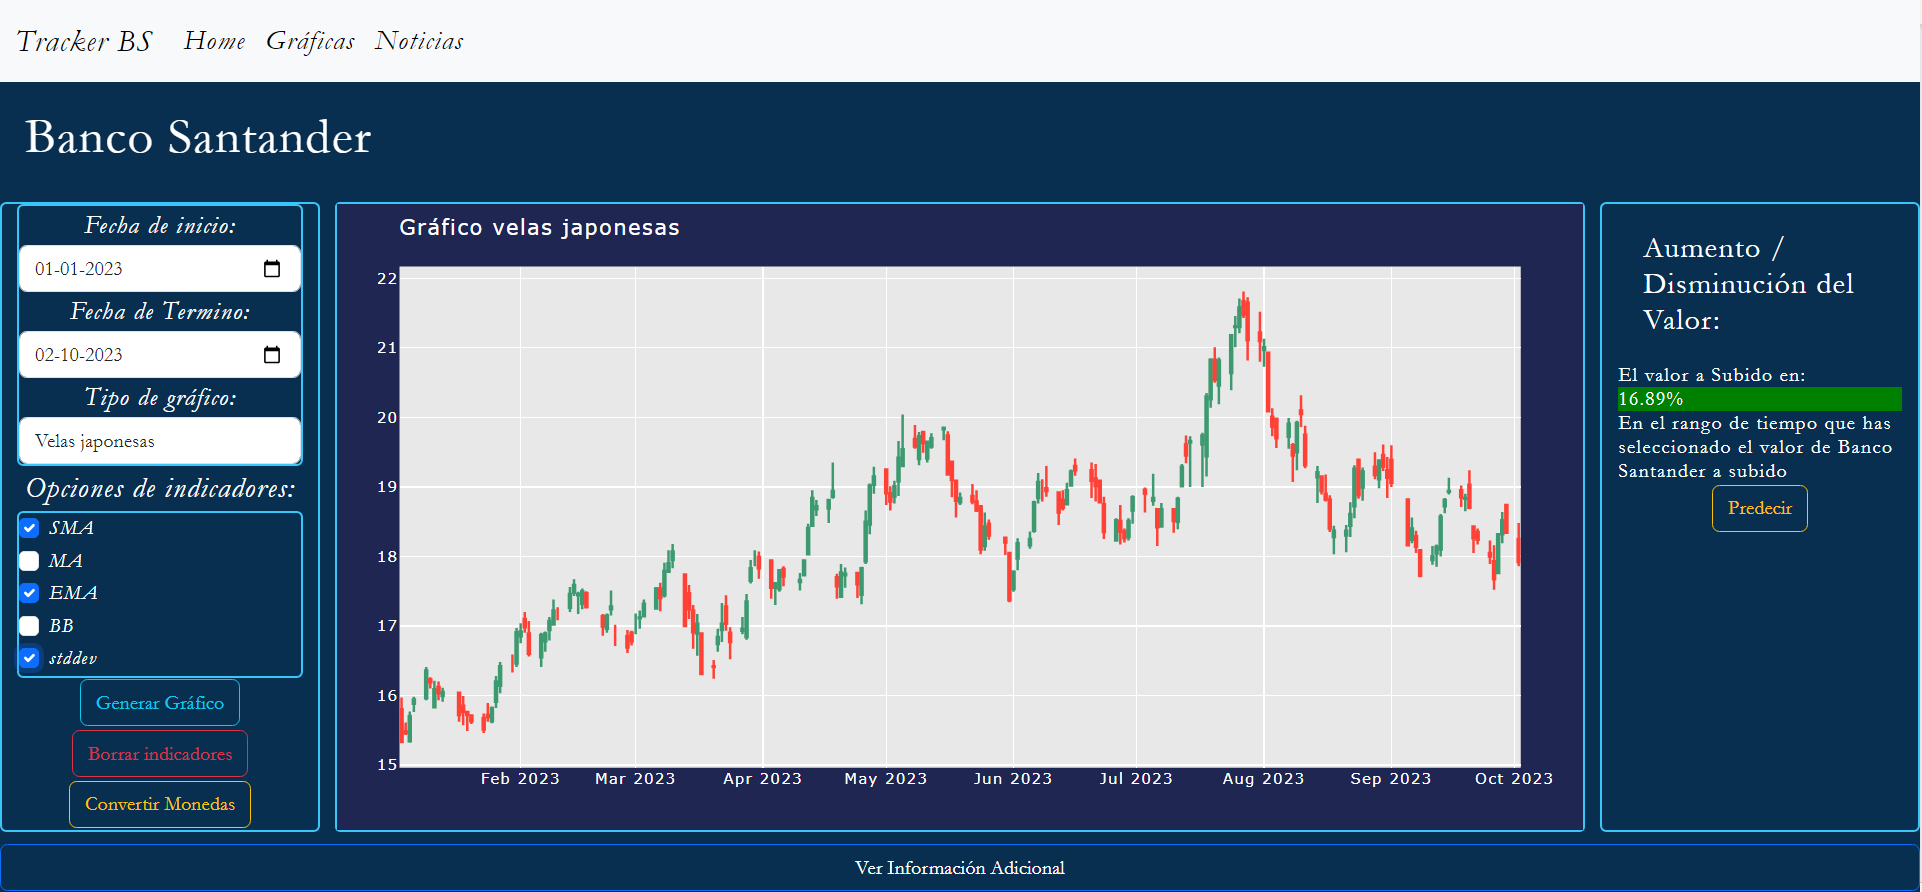 Tracker BS Home Gráficas Noticias
Banco Santander
Fecha de inicio:
01-01-2023
Fecha de Termino:
02-10-2023
Tipo de gráfico:
Velas japonesas
Opciones de indicadores:
SMA
MA
EMA
BB
stddev
Generar Gráfico
Borrar indicadores
Convertir Monedas
Gráfico velas japonesas
22
21
20
19
18
17
16
15
Feb 2023 Mar 2023 Apr 2023 May 2023 Jun 2023 Jul 2023 Aug 2023 Sep 2023 Oct 2023
Aumento /
Disminución del
Valor:
El valor a Subido en:
16.89%
En el rango de tiempo que has
seleccionado el valor de Banco
Santander a subido
Predecir
Ver Información Adicional